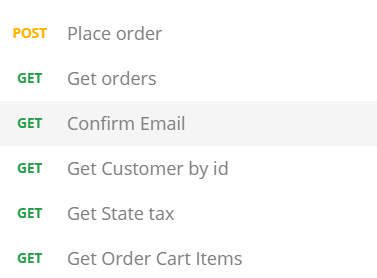 POST Place order
GET Get orders
GET Confirm Email
GET Get Customer by id
GET Get State tax
GET Get Order Cart Items